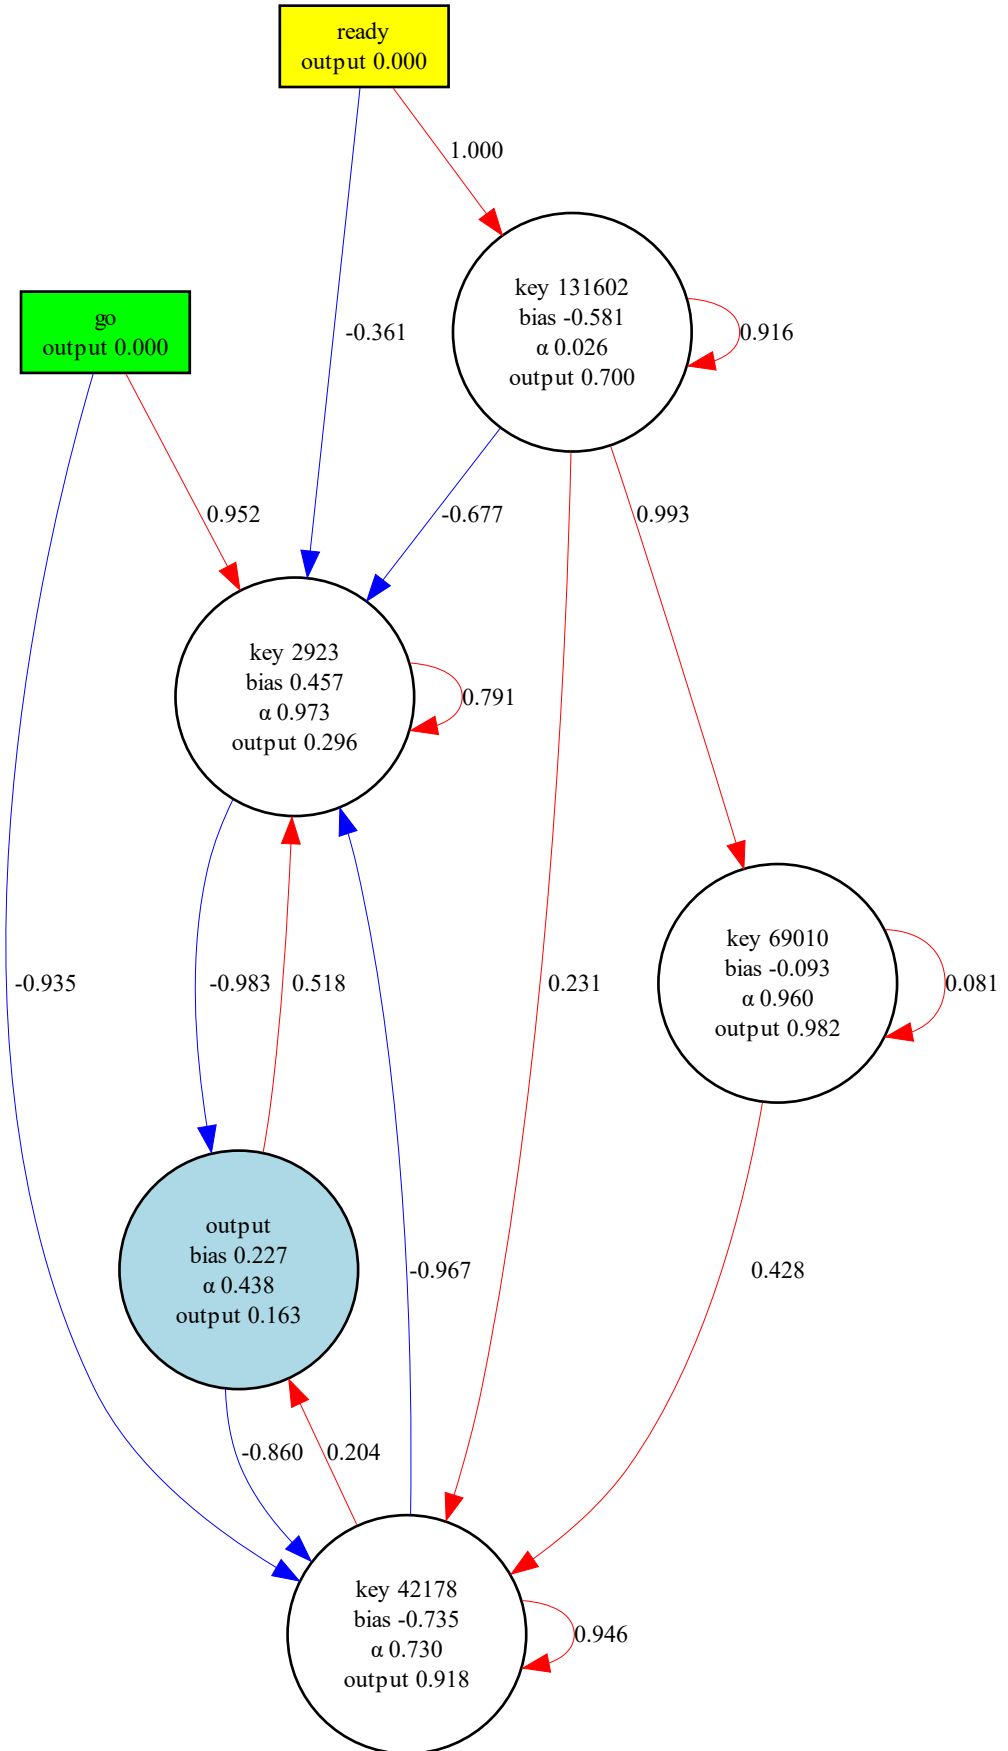 ready
output 0.000
1.000
key 131602
bias -0.581
α 0.026
output 0.700
0.916
-0.361
go
output 0.000
0.952
-0.677
0.993
key 2923
bias 0.457
α 0.973
output 0.296
0.791
key 69010
bias -0.093
α 0.960
output 0.982
0.081
-0.935
-0.983
0.518
0.231
output
bias 0.227
α 0.438
output 0.163
-0.967
0.428
-0.860
0.204
key 42178
bias -0.735
α 0.730
output 0.918
0.946